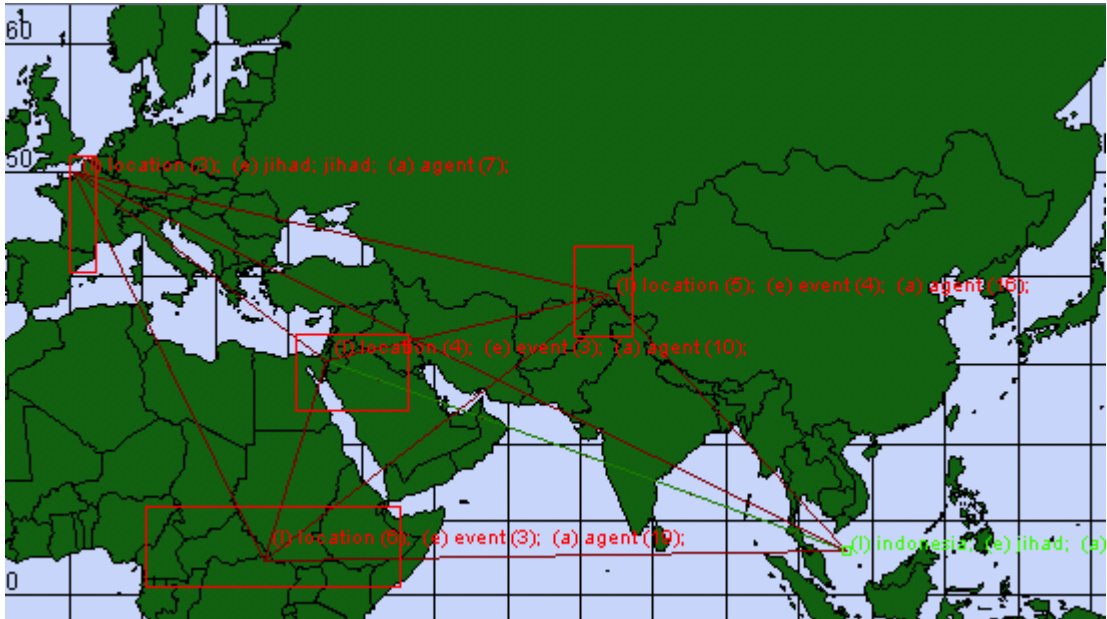 60
50
(l) location (3); (e) jihad; jihad; (a) agent (7);
(l) location (5); (e) event (4); (a) agent (16);
(l) location (4); (e) event (3); (a) agent (10);
(l) location (6); (e) event (3); (a) agent (19);
(l) indonesia; (e) jihad; (a)
0